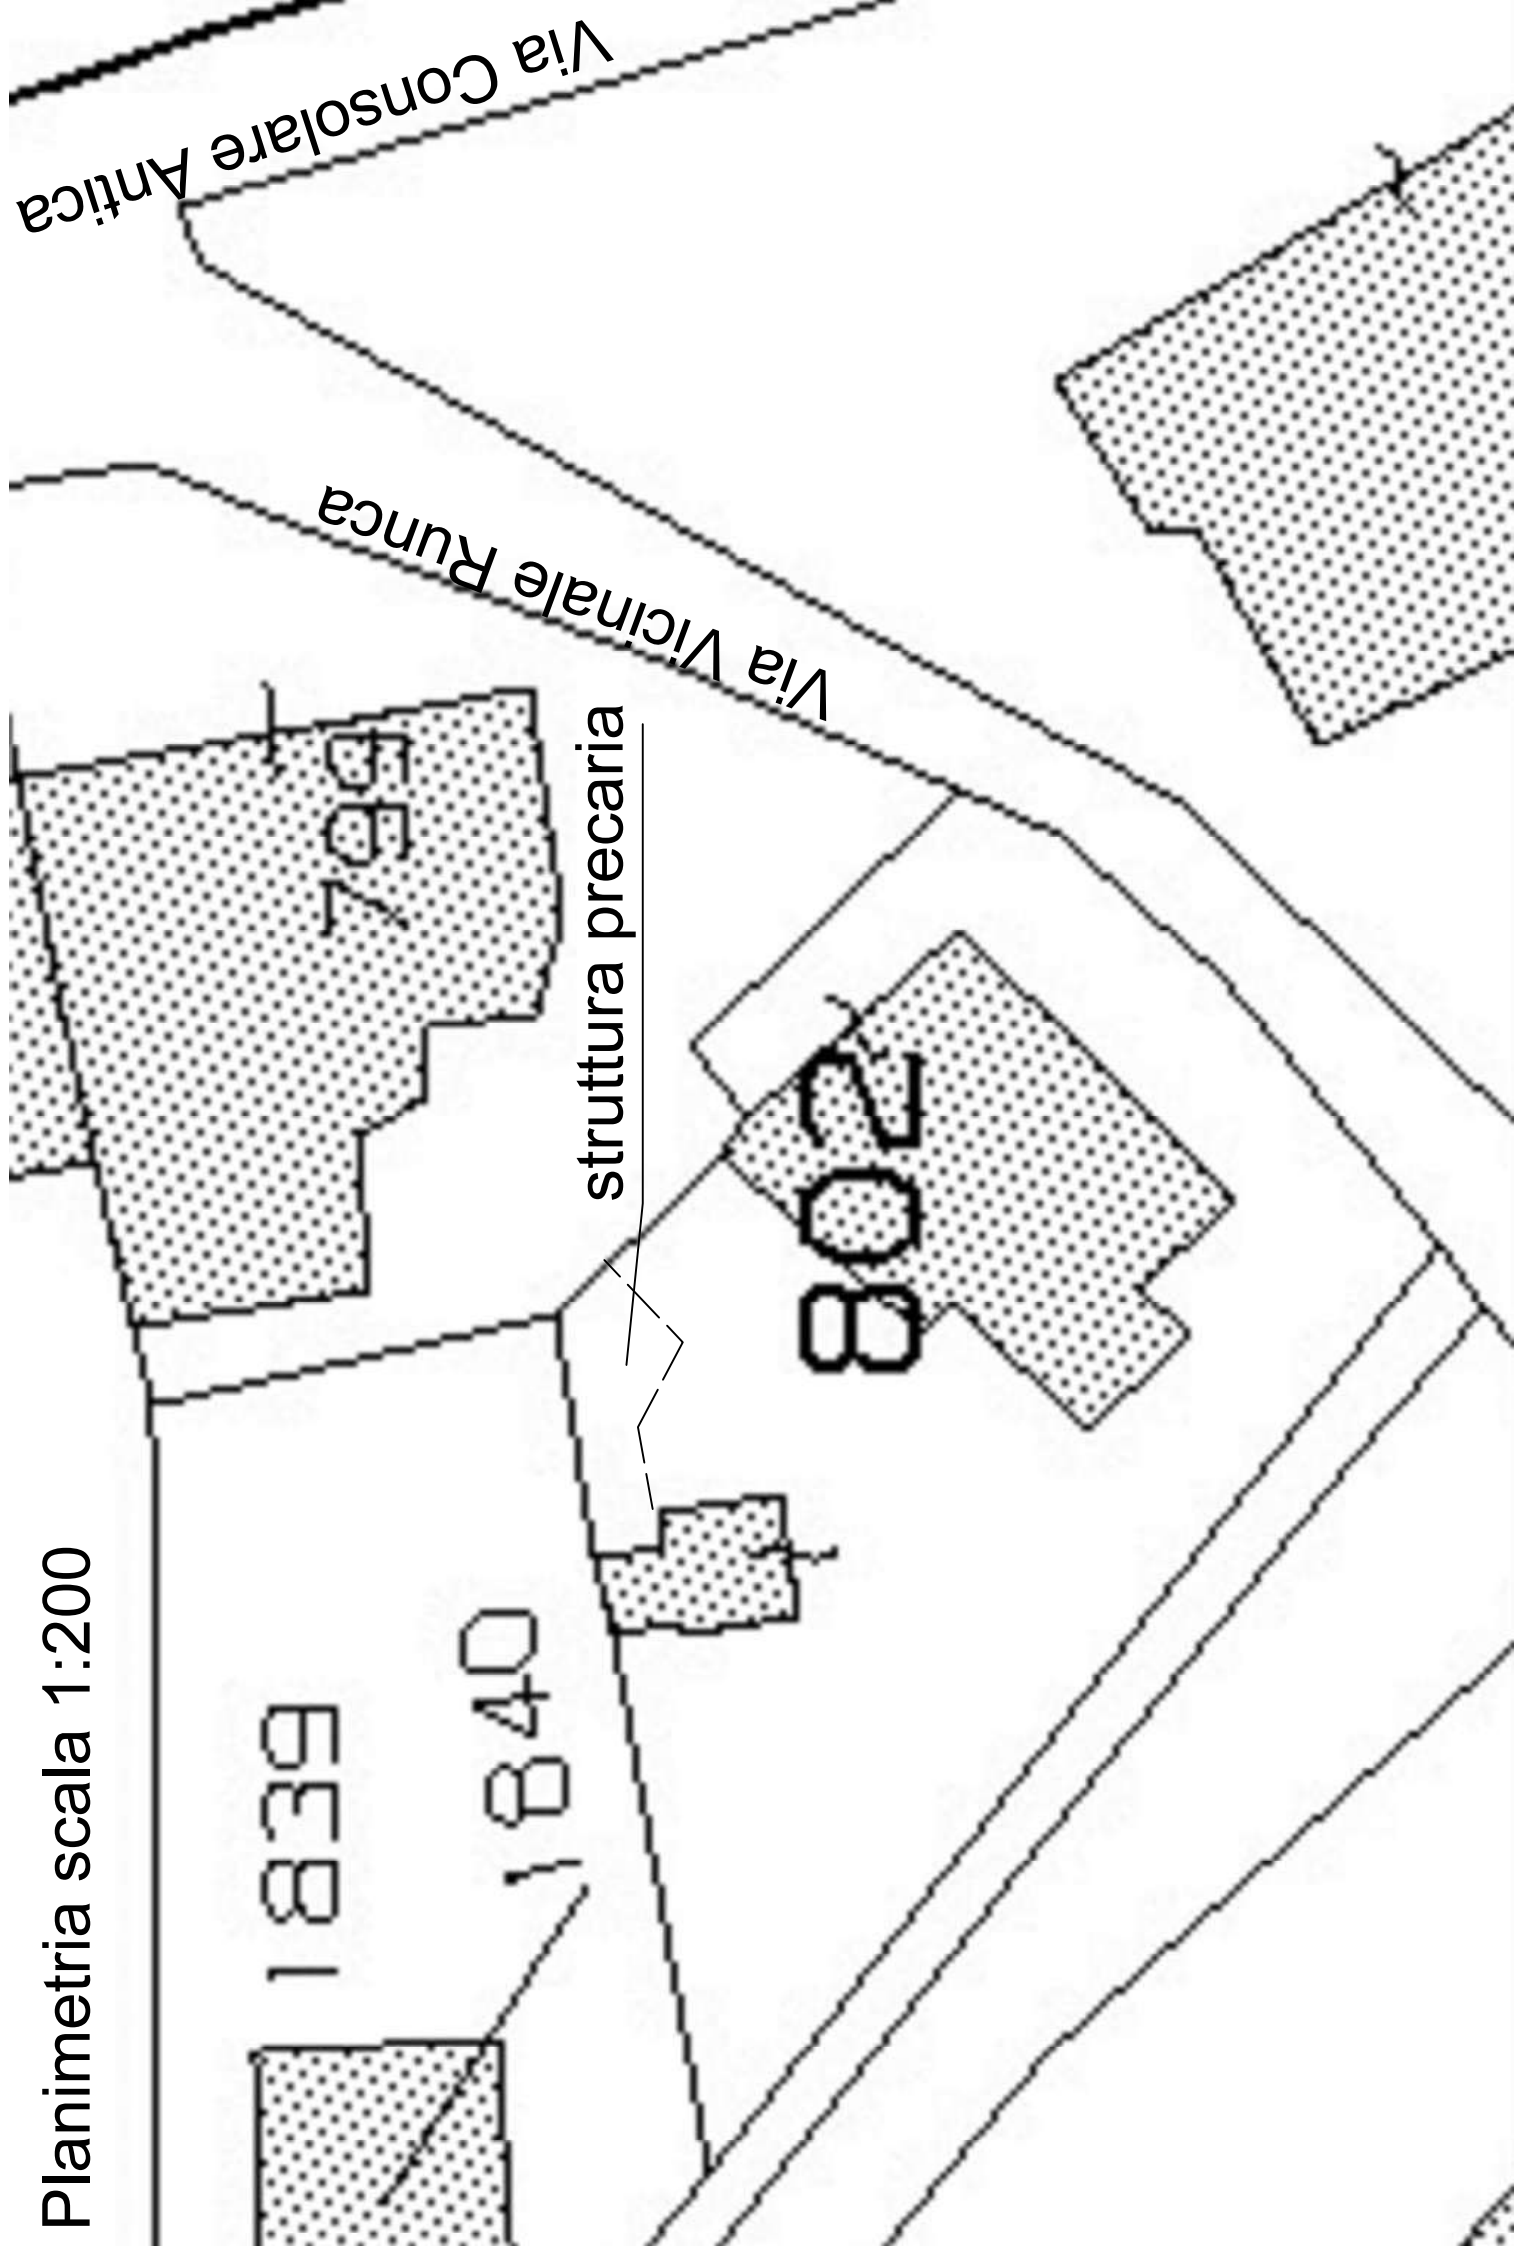 Planimetria scala 1:200
Via Consolare Antica
Via Vicinale Runca
struttura precaria
799
802
1839
1840